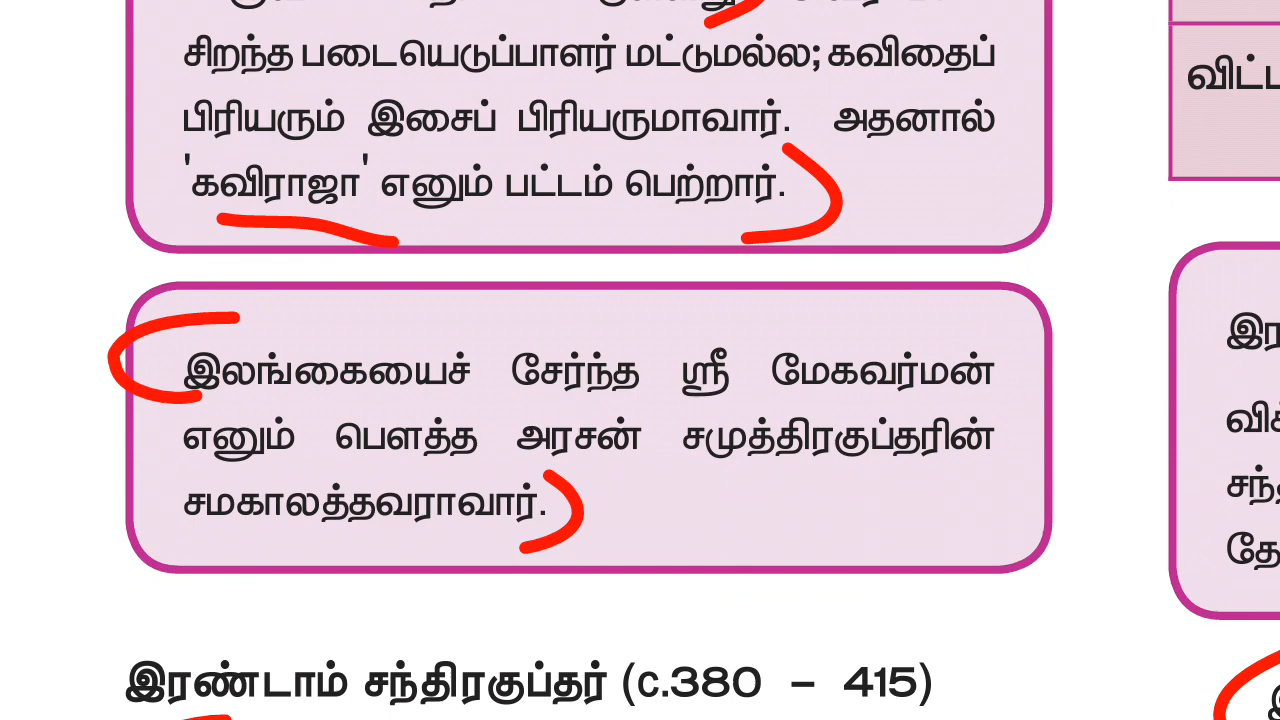 சிறந்த படையெடுப்பாளர் மட்டுமல்ல; கவிதைப்
பிரியரும் இசைப் பிரியருமாவார். அதனால்
'கவிராஜா' எனும் பட்டம் பெற்றார்.
இலங்கையைச் சேர்ந்த ஸ்ரீ மேகவர்மன்
எனும் பௌத்த அரசன் சமுத்திரகுப்தரின்
சமகாலத்தவராவார்.
இரண்டாம் சந்திரகுப்தர் (c.380 – 415)